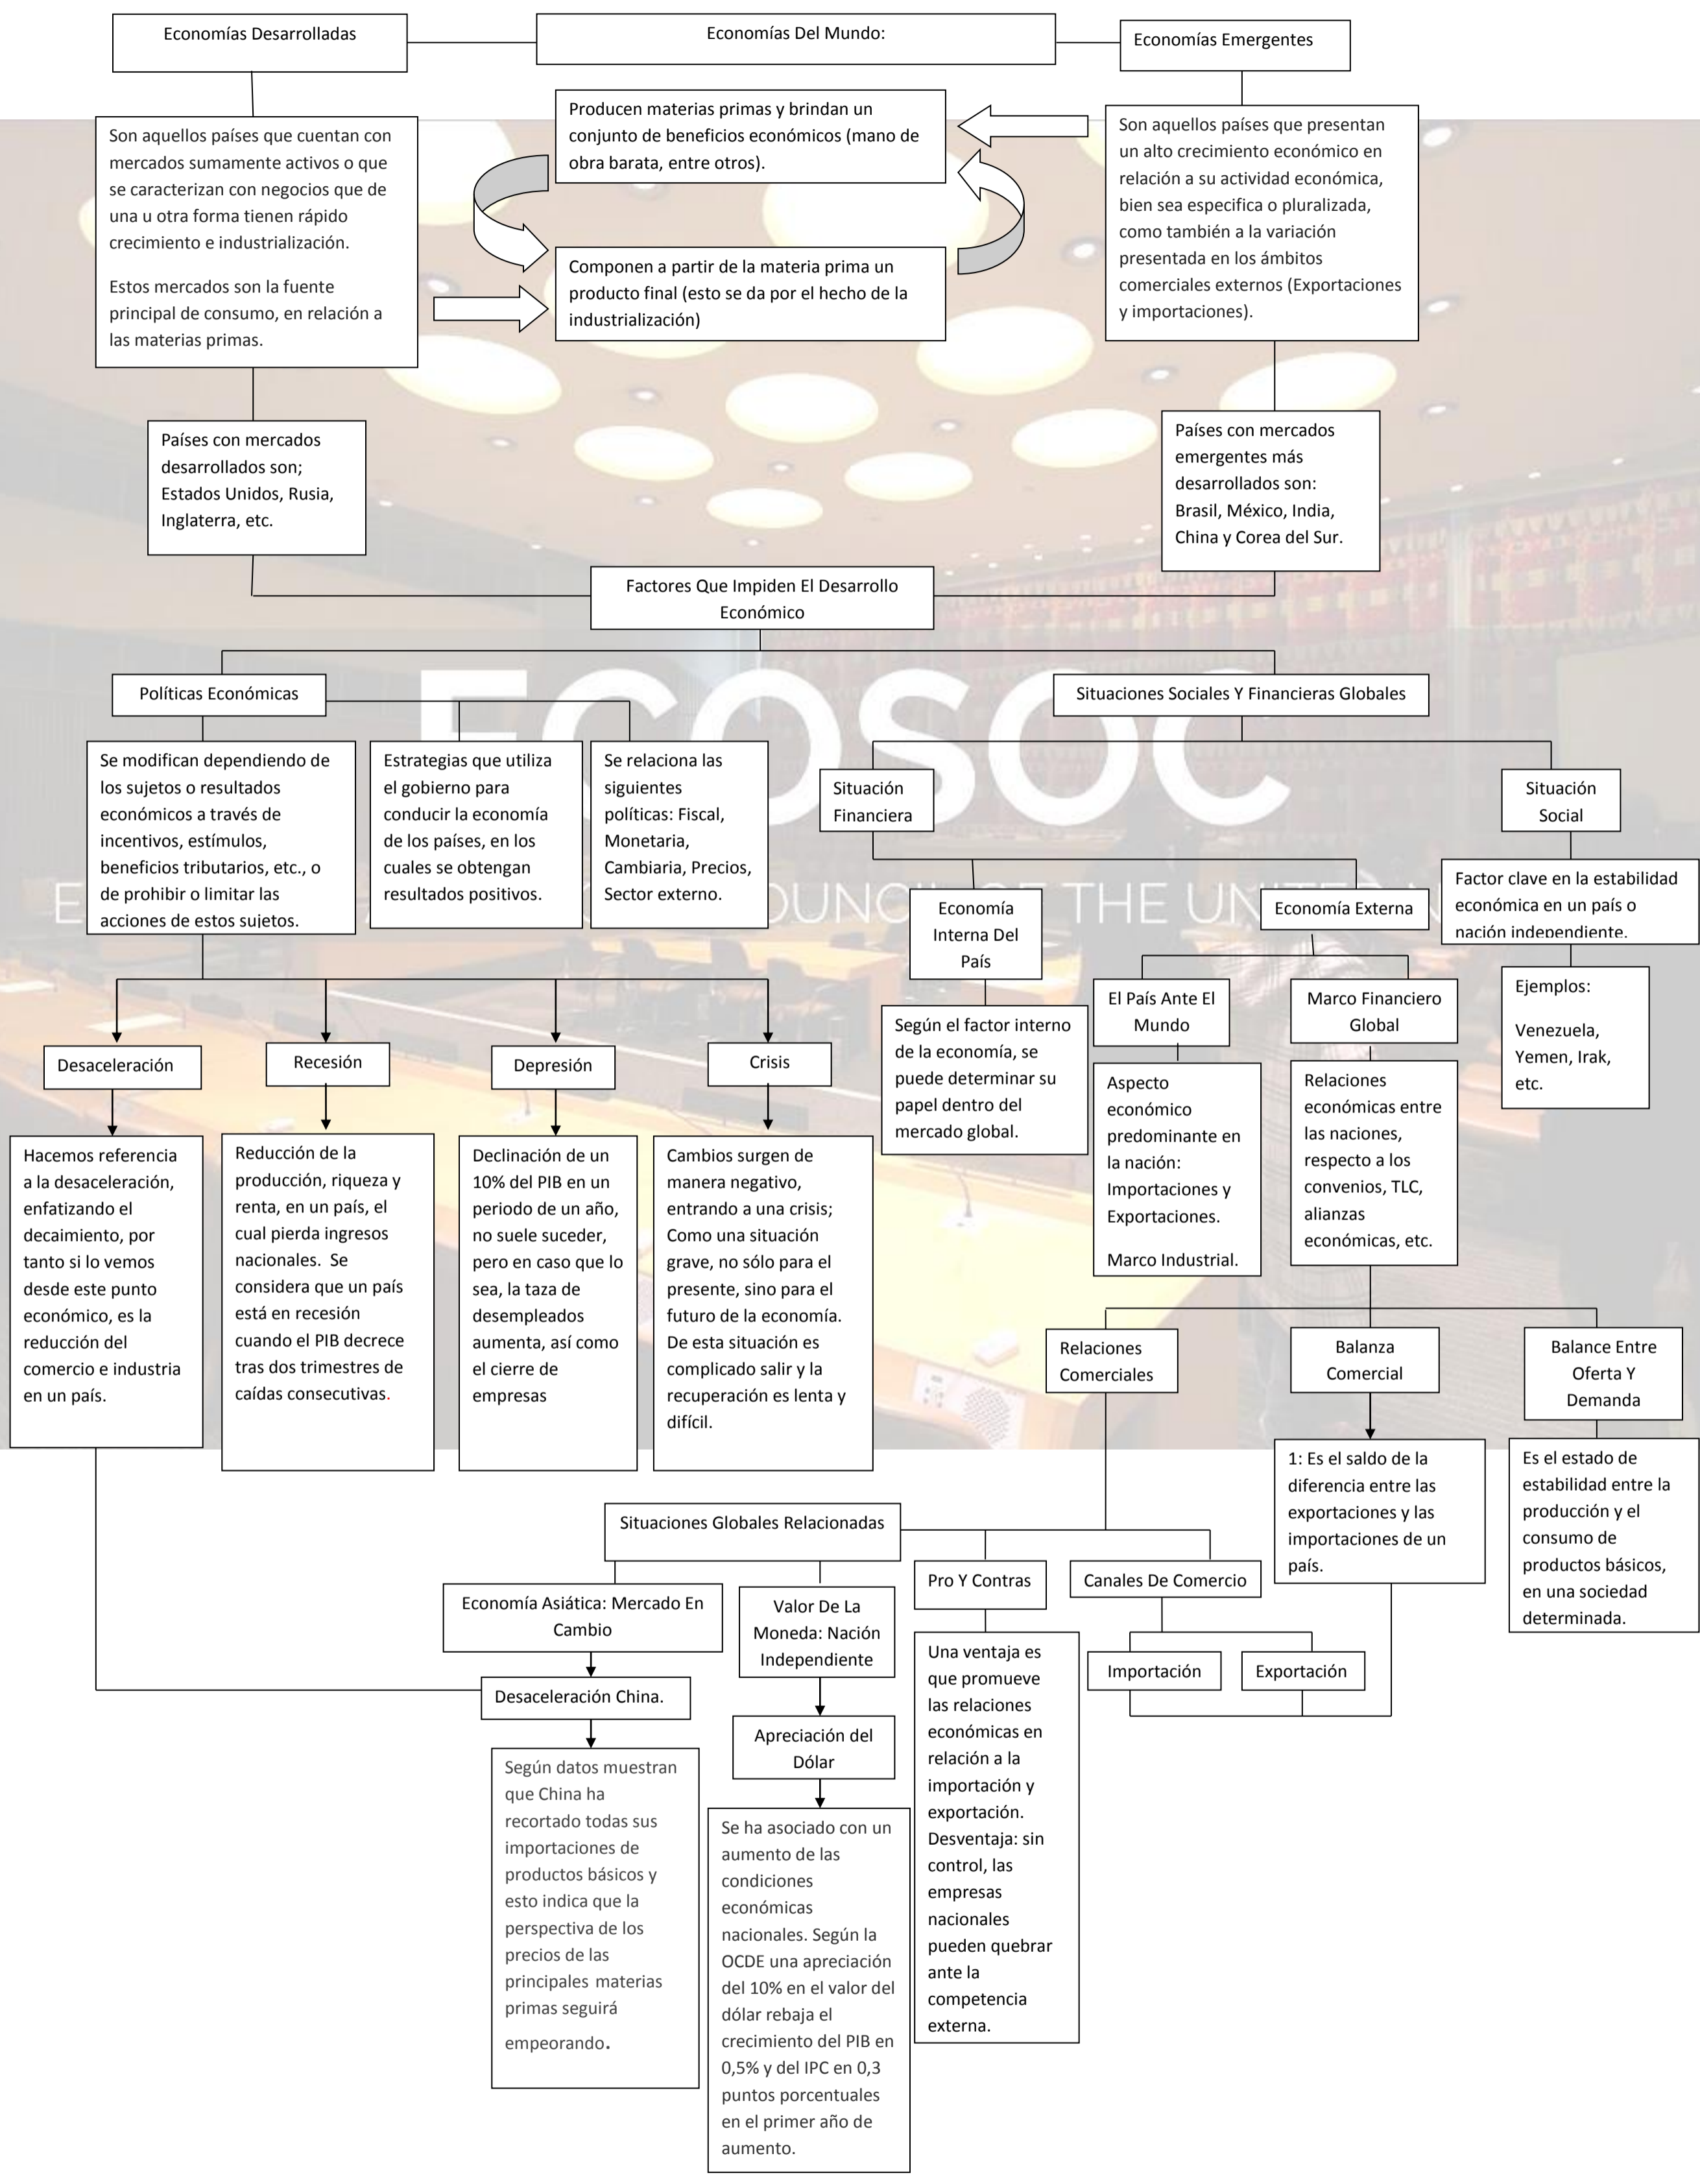 Economías Desarrolladas
Economías Del Mundo:
Economías Emergentes
Son aquellos países que cuentan con
mercados sumamente activos o que
se caracterizan con negocios que de
una u otra forma tienen rápido
crecimiento e industrialización.
Estos mercados son la fuente
principal de consumo, en relación a
las materias primas.
Producen materias primas y brindan un
conjunto de beneficios económicos (mano de
obra barata, entre otros).
Componen a partir de la materia prima un
producto final (esto se da por el hecho de la
industrialización)
Son aquellos países que presentan
un alto crecimiento económico en
relación a su actividad económica,
bien sea especifica o pluralizada,
como también a la variación
presentada en los ámbitos
comerciales externos (Exportaciones
y importaciones).
Países con mercados
desarrollados son;
Estados Unidos, Rusia,
Inglaterra, etc.
Países con mercados
emergentes más
desarrollados son:
Brasil, México, India,
China y Corea del Sur.
Factores Que Impiden El Desarrollo
Económico
ECOSOC
Políticas Económicas
Situaciones Sociales Y Financieras Globales
Se modifican dependiendo de
los sujetos o resultados
económicos a través de
incentivos, estímulos,
beneficios tributarios, etc., o
de prohibir o limitar las
acciones de estos sujetos.
Estrategias que utiliza
el gobierno para
conducir la economía
de los países, en los
cuales se obtengan
resultados positivos.
Se relaciona las
siguientes
políticas: Fiscal,
Monetaria,
Cambiaria, Precios,
Sector externo.
Situación
Financiera
Situación
Social
OF THE
Economía
Interna Del
País
Economía Externa
Factor clave en la estabilidad
económica en un país o
nación independiente.
Según el factor interno
de la economía, se
puede determinar su
papel dentro del
mercado global.
El País Ante El
Mundo
Marco Financiero
Global
Ejemplos:
Venezuela,
Yemen, Irak,
etc.
Aspecto
económico
predominante en
la nación:
Importaciones y
Exportaciones.
Marco Industrial.
Relaciones
económicas entre
las naciones,
respecto a los
convenios, TLC,
alianzas
económicas, etc.
Desaceleración
Recesión
Depresión
Crisis
Hacemos referencia
a la desaceleración,
enfatizando el
decaimiento, por
tanto si lo vemos
desde este punto
económico, es la
reducción del
comercio e industria
en un país.
Reducción de la
producción, riqueza y
renta, en un país, el
cual pierda ingresos
nacionales. Se
considera que un país
está en recesión
cuando el PIB decrece
tras dos trimestres de
caídas consecutivas.
Declinación de un
10% del PIB en un
periodo de un año,
no suele suceder,
pero en caso que lo
sea, la taza de
desempleados
aumenta, así como
el cierre de
empresas
Cambios surgen de
manera negativo,
entrando a una crisis;
Como una situación
grave, no sólo para el
presente, sino para el
futuro de la economía.
De esta situación es
complicado salir y la
recuperación es lenta y
difícil.
Relaciones
Comerciales
Balanza
Comercial
Balance Entre
Oferta Y
Demanda
1: Es el saldo de la
diferencia entre las
exportaciones y las
importaciones de un
país.
Es el estado de
estabilidad entre la
producción y el
consumo de
productos básicos,
en una sociedad
determinada.
Situaciones Globales Relacionadas
Economía Asiática: Mercado En
Cambio
Valor De La
Moneda: Nación
Independiente
Pro Y Contras
Canales De Comercio
Importación
Exportación
Desaceleración China.
Apreciación del
Dólar
Según datos muestran
que China ha
recortado todas sus
importaciones de
productos básicos y
esto indica que la
perspectiva de los
precios de las
principales materias
primas seguirá
empeorando.
Se ha asociado con un
aumento de las
condiciones
económicas
nacionales. Según la
OCDE una apreciación
del 10% en el valor del
dólar rebaja el
crecimiento del PIB en
0,5% y del IPC en 0,3
puntos porcentuales
en el primer año de
aumento.
Una ventaja es
que promueve
las relaciones
económicas en
relación a la
importación y
exportación.
Desventaja: sin
control, las
empresas
nacionales
pueden quebrar
ante la
competencia
externa.